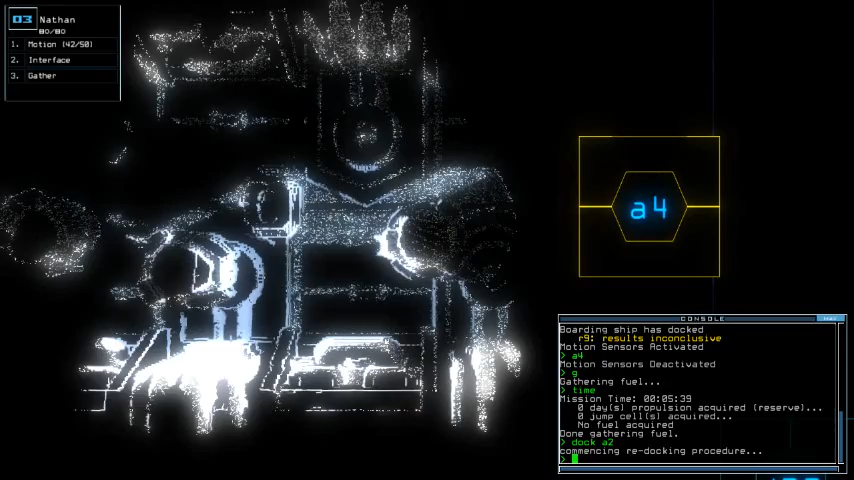 03 Nathan
80/80
1. Motion (42/50)
2. Interface
3. Gather
a4
CONSOLE
Boarding ship has docked
r9: results inconclusive
Motion Sensors Activated
> a4
Motion Sensors Deactivated
> g
Gathering fuel...
> time
Mission Time: 00:05:39
0 day(s) propulsion acquired (reserve)...
0 jump cell(s) acquired...
No fuel acquired
Done gathering fuel.
> dock a2
commencing re-docking procedure...
>